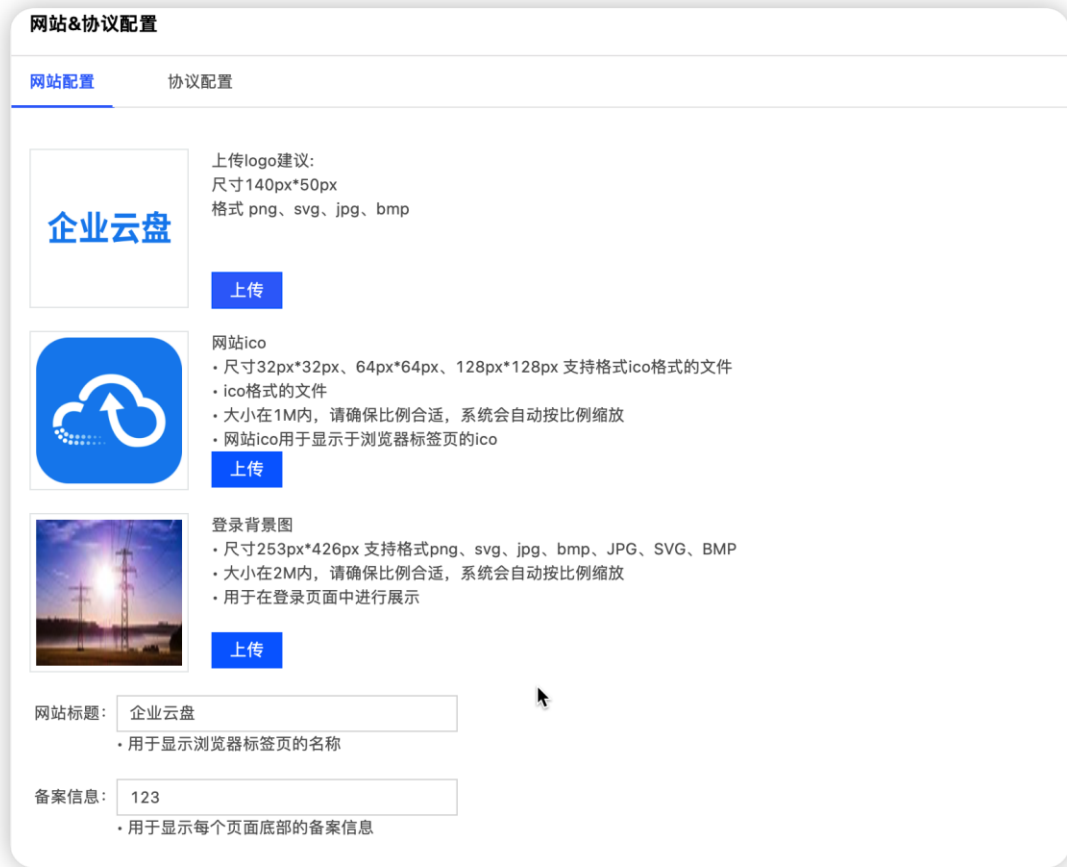 网站&协议配置
网站配置 协议配置
企业云盘
上传logo建议:
尺寸140px*50px
格式 png、svg、jpg、bmp
上传
网站ico
• 尺寸32px*32px、64px*64px、128px*128px 支持格式ico格式的文件
• ico格式的文件
• 大小在1M内，请确保比例合适，系统会自动按比例缩放
• 网站ico用于显示于浏览器标签页的ico
上传
登录背景图
• 尺寸253px*426px 支持格式png、svg、jpg、bmp、JPG、SVG、BMP
• 大小在2M内，请确保比例合适，系统会自动按比例缩放
• 用于在登录页面中进行展示
上传
网站标题： 企业云盘
• 用于显示浏览器标签页的名称
备案信息： 123
• 用于显示每个页面底部的备案信息